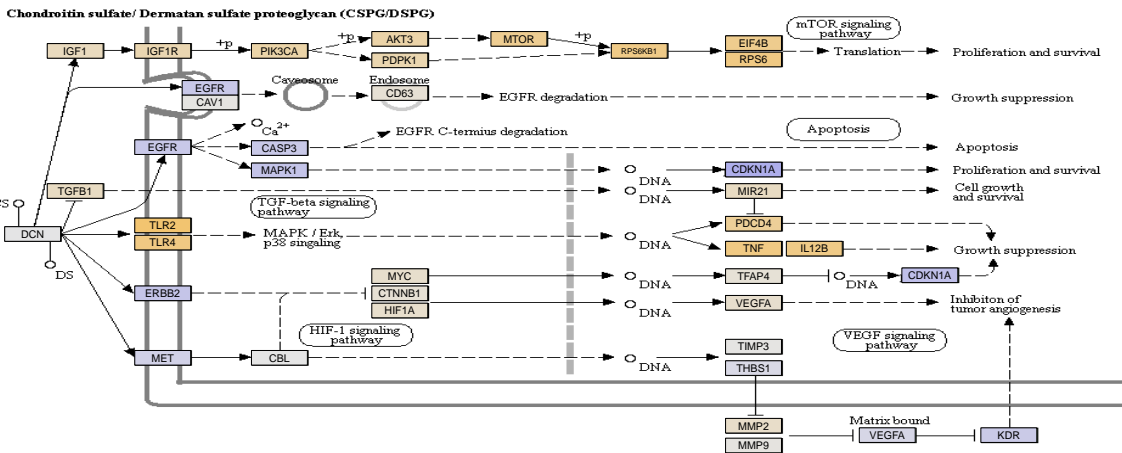 Chondroitin sulfate/ Dermatan sulfate proteoglycan (CSPG/DSPG)
mTOR signaling
pathway
IGF1
IGF1R
+p
PIK3CA
+p
AKT3
PDPK1
MTOR
+p
RPS6KB1
EIF4B
RPS6
Translation
Proliferation and survival
EGFR
CAV1
Caveosome
Endosome
CD63
EGFR degradation
Growth suppression
Ca2+
EGFR C-termius degradation
Apoptosis
EGFR
CASP3
Apoptosis
MAPK1
DNA
CDKN1A
Proliferation and survival
TGFB1
DNA
MIR21
Cell growth
and survival
TGF-beta signaling
pathway
DCN
DS
TLR2
TLR4
MAPK / Erk,
p38 singaling
DNA
PDCD4
TNF
IL12B
Growth suppression
ERBB2
MYC
CTNNB1
HIF1A
DNA
TFAP4
DNA
CDKN1A
VEGFA
Inhibiton of
tumor angiogenesis
HIF-1 signaling
pathway
VEGF signaling
pathway
MET
CBL
DNA
TIMP3
THBS1
MMP2
MMP9
Matrix bound
VEGFA
KDR